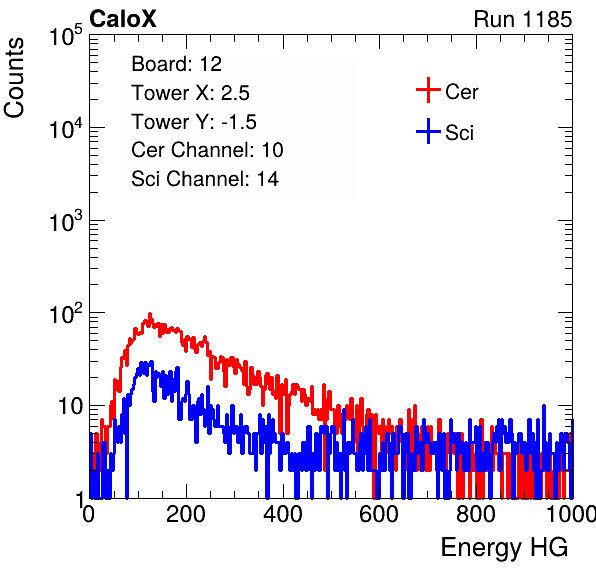 CaloX Run 1185
Counts
10^5
10^4
10^3
10^2
10
1
Board: 12
Tower X: 2.5
Tower Y: -1.5
Cer Channel: 10
Sci Channel: 14
Cer
Sci
0 200 400 600 800 1000
Energy HG